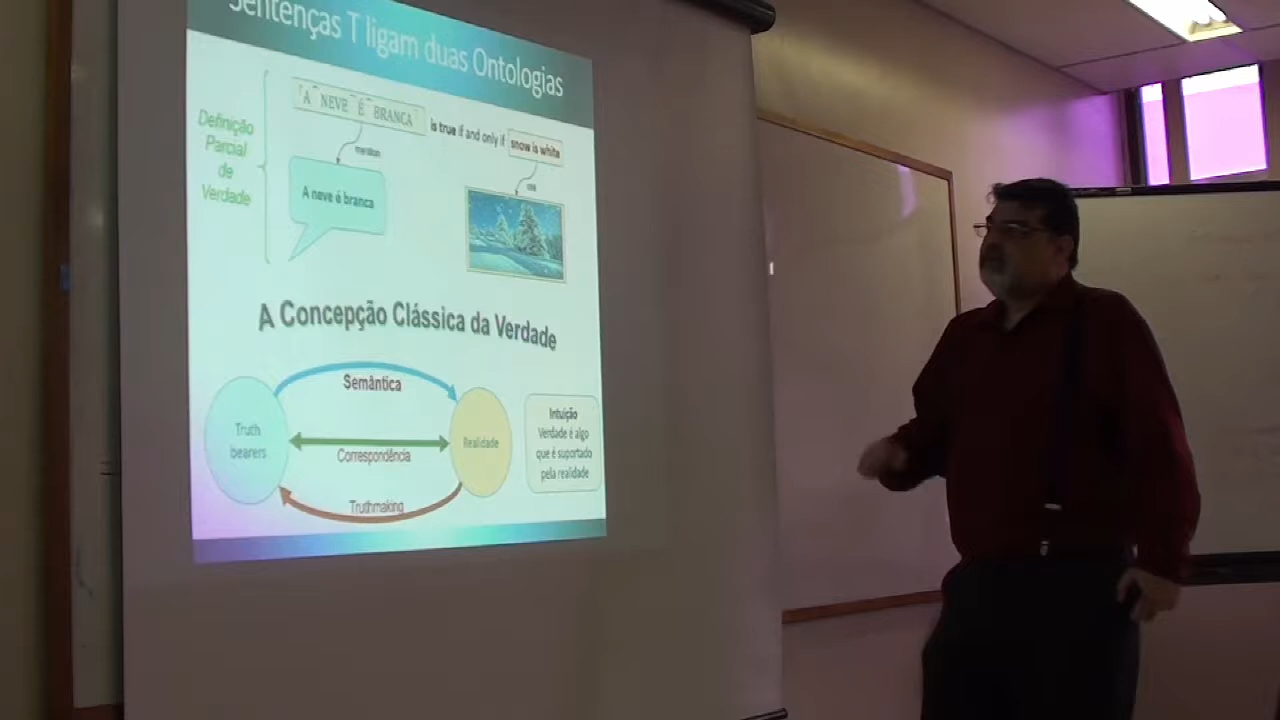 Sentenças T ligam duas Ontologias
Definição
Parcial
de
Verdade
A NEVE É BRANCA
is true if and only if
snow is white
mention
use
A neve é branca
A Concepção Clássica da Verdade
Semântica
Truth
bearers
Correspondência
Realidade
Truthmaking
Intuição
Verdade é algo
que é suportado
pela realidade